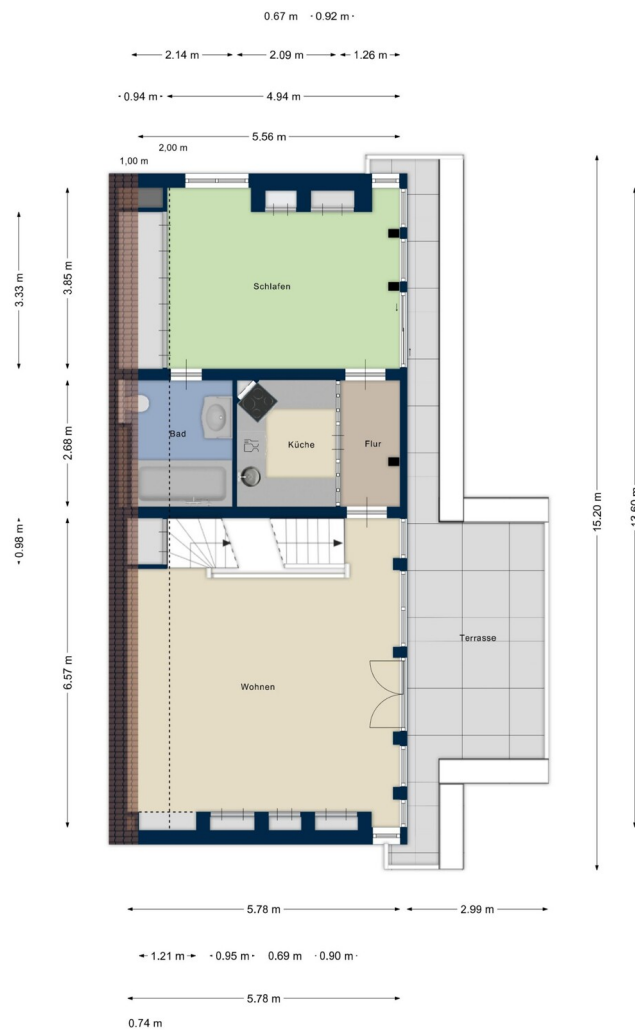 0.67 m 0.92 m
2.14 m 2.09 m 1.26 m
0.94 m 4.94 m
5.56 m
2,00 m
1,00 m
3.33 m
3.85 m
Schlafen
2.68 m
Bad
Küche
Flur
15.20 m
13.60 m
0.98 m
6.57 m
Terrasse
Wohnen
5.78 m 2.99 m
1.21 m 0.95 m 0.69 m 0.90 m
5.78 m
0.74 m